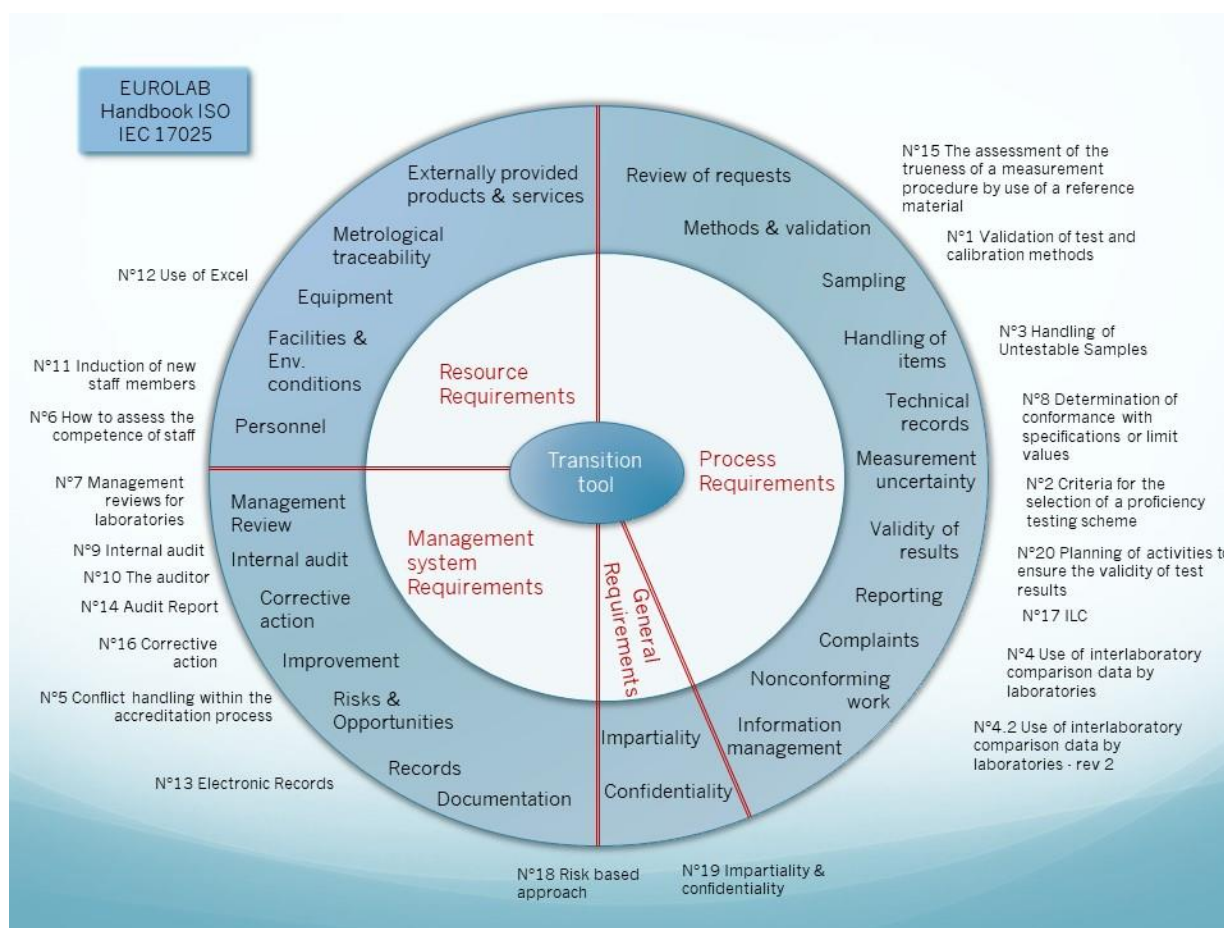 EUROLAB
Handbook ISO
IEC 17025
Externally provided
products & services
Metrological
traceability
Equipment
Facilities &
Env.
conditions
Personnel
Resource
Requirements
Review of requests
Methods & validation
Sampling
Handling of
items
Technical
records
Measurement
uncertainty
Validity of
results
Reporting
Complaints
Nonconforming
work
Information
management
Process
Requirements
Transition
tool
Management
system
Requirements
General
Requirements
Management
Review
Internal audit
Corrective
action
Improvement
Risks &
Opportunities
Records
Documentation
Impartiality
Confidentiality
N°12 Use of Excel
N°11 Induction of new
staff members
N°6 How to assess the
competence of staff
N°7 Management
reviews for
laboratories
N°9 Internal audit
N°10 The auditor
N°14 Audit Report
N°16 Corrective
action
N°5 Conflict handling within the
accreditation process
N°13 Electronic Records
N°18 Risk based
approach
N°19 Impartiality &
confidentiality
N°15 The assessment of the
trueness of a measurement
procedure by use of a reference
material
N°1 Validation of test and
calibration methods
N°3 Handling of
Untestable Samples
N°8 Determination of
conformance with
specifications or limit
values
N°2 Criteria for the
selection of a proficiency
testing scheme
N°20 Planning of activities t
ensure the validity of test
results
N°17 ILC
N°4 Use of interlaboratory
comparison data by
laboratories
N°4.2 Use of interlaboratory
comparison data by
laboratories - rev 2